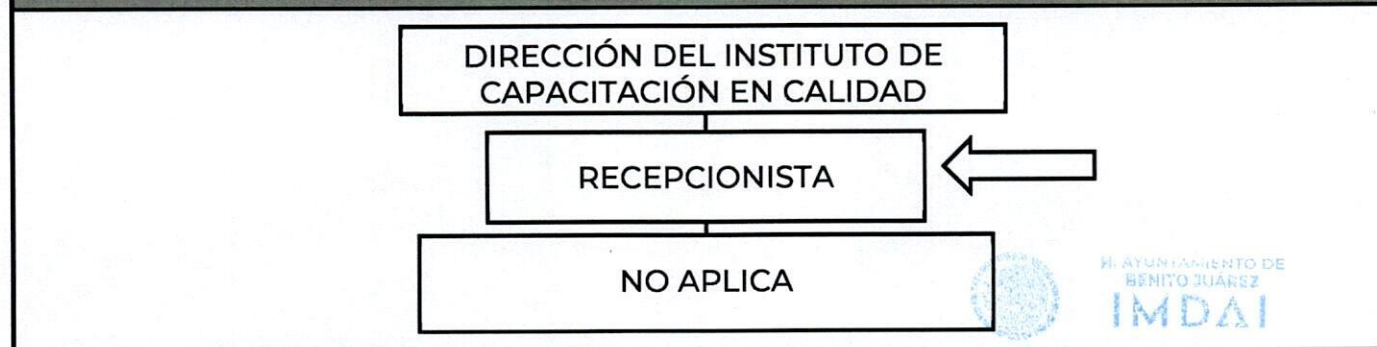 DIRECCIÓN DEL INSTITUTO DE
CAPACITACIÓN EN CALIDAD
RECEPCIONISTA
NO APLICA
H. AYUNTAMIENTO DE
BENITO JUÁREZ
IMDAI